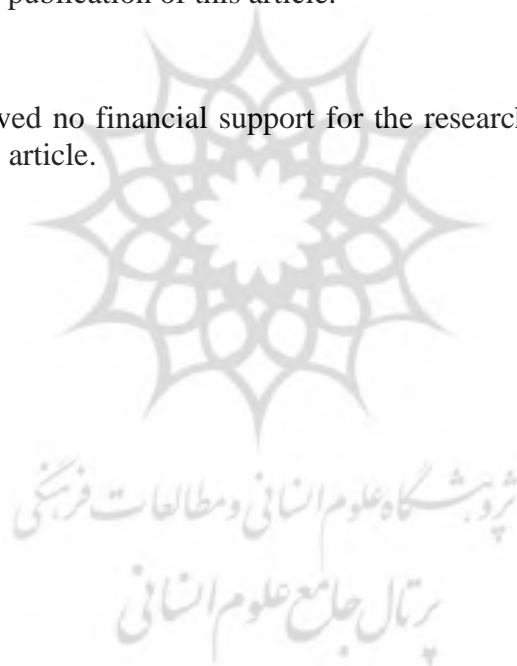 publication of this article.
ved no financial support for the research
article.
پژوهشگاه علوم انسانی و مطالعات فرهنگی
پرتال جامع علوم انسانی